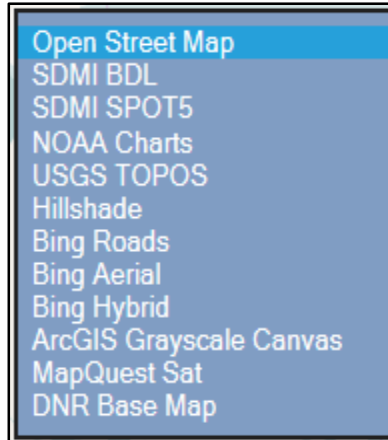 Open Street Map
SDMI BDL
SDMI SPOT5
NOAA Charts
USGS TOPOS
Hillshade
Bing Roads
Bing Aerial
Bing Hybrid
ArcGIS Grayscale Canvas
MapQuest Sat
DNR Base Map